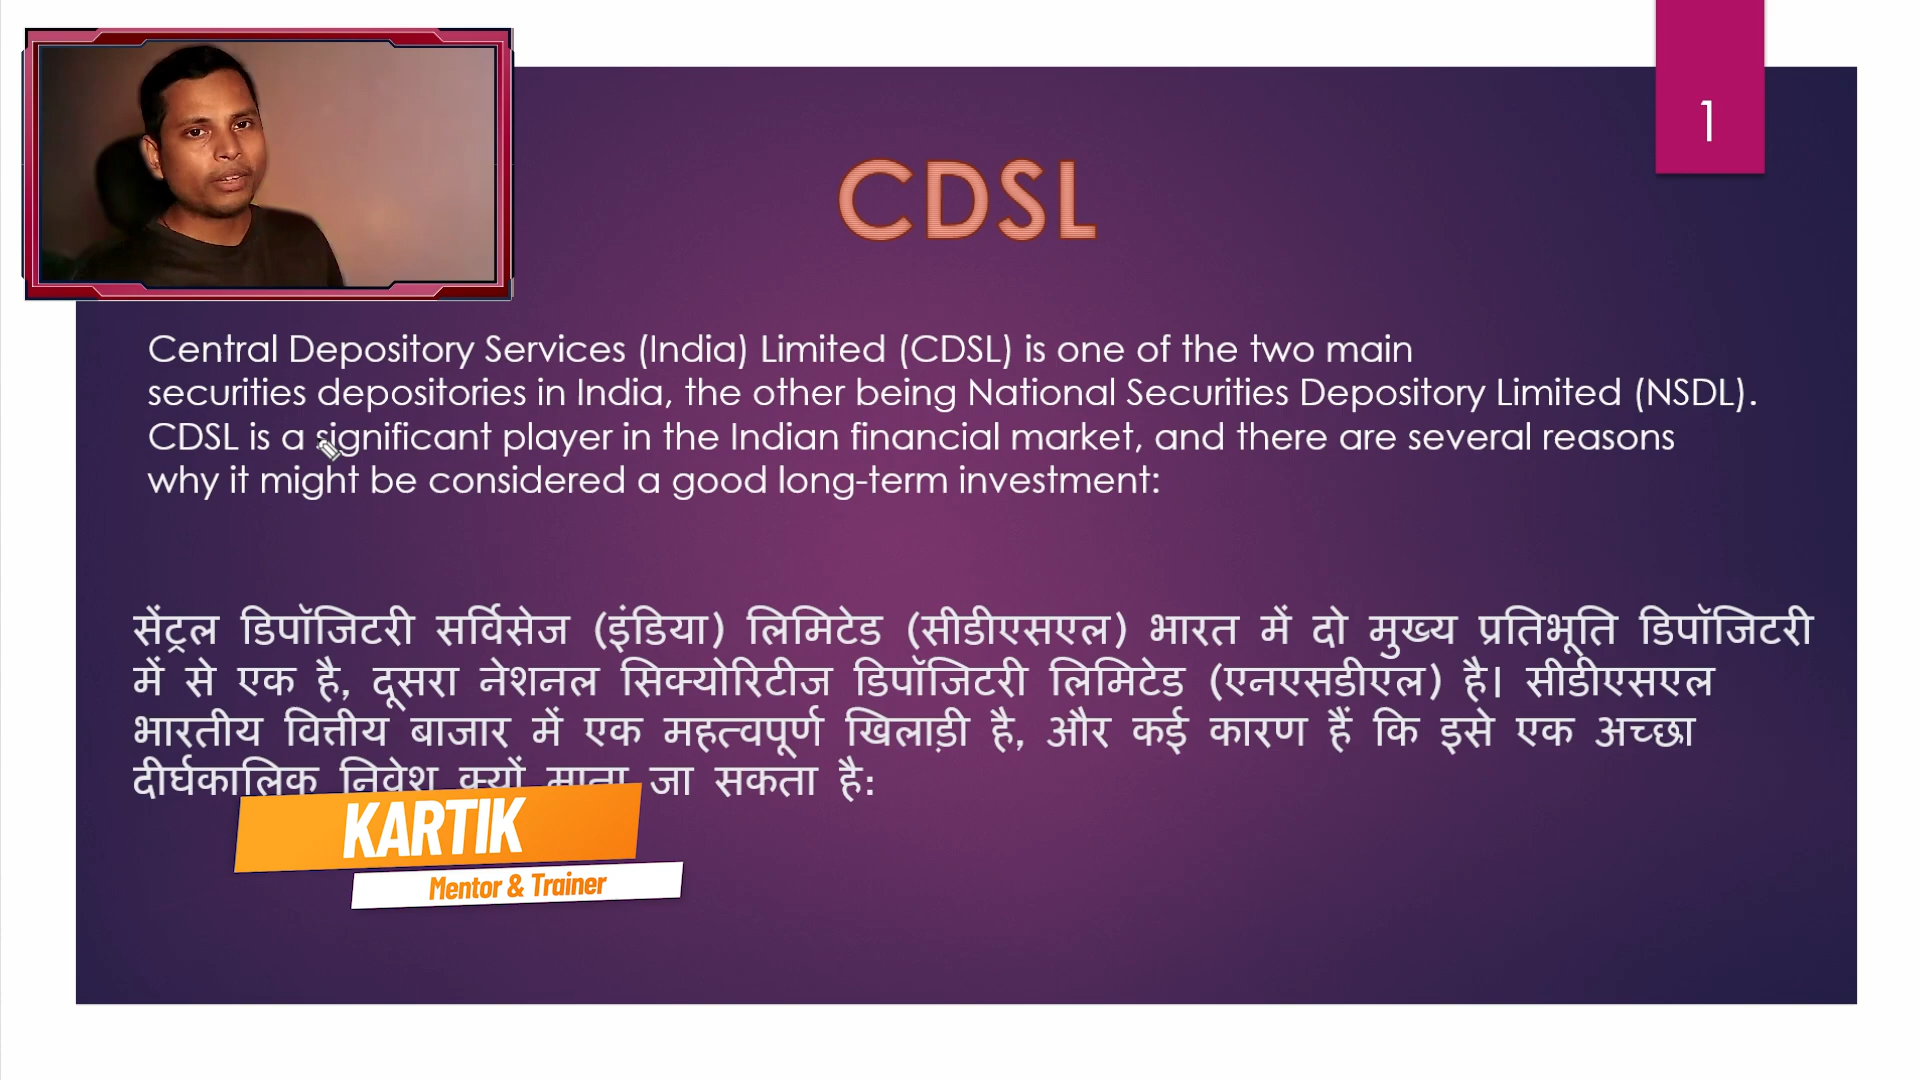 1
CDSL
Central Depository Services (India) Limited (CDSL) is one of the two main
securities depositories in India, the other being National Securities Depository Limited (NSDL).
CDSL is a significant player in the Indian financial market, and there are several reasons
why it might be considered a good long-term investment:
सेंट्रल डिपॉजिटरी सर्विसेज (इंडिया) लिमिटेड (सीडीएसएल) भारत में दो मुख्य प्रतिभूति डिपॉजिटरी
में से एक है, दूसरा नेशनल सिक्योरिटीज डिपॉजिटरी लिमिटेड (एनएसडीएल) है। सीडीएसएल
भारतीय वित्तीय बाजार में एक महत्वपूर्ण खिलाड़ी है, और कई कारण हैं कि इसे एक अच्छा
दीर्घकालिक निवेश क्यों माना जा सकता है:
KARTIK
Mentor & Trainer